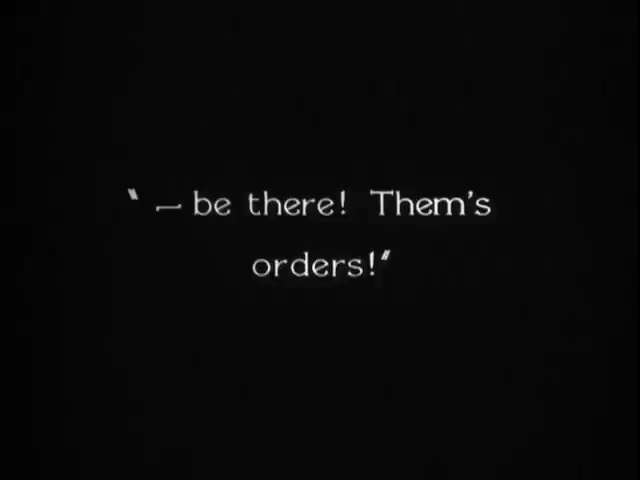 “ — be there! Them's
orders!”